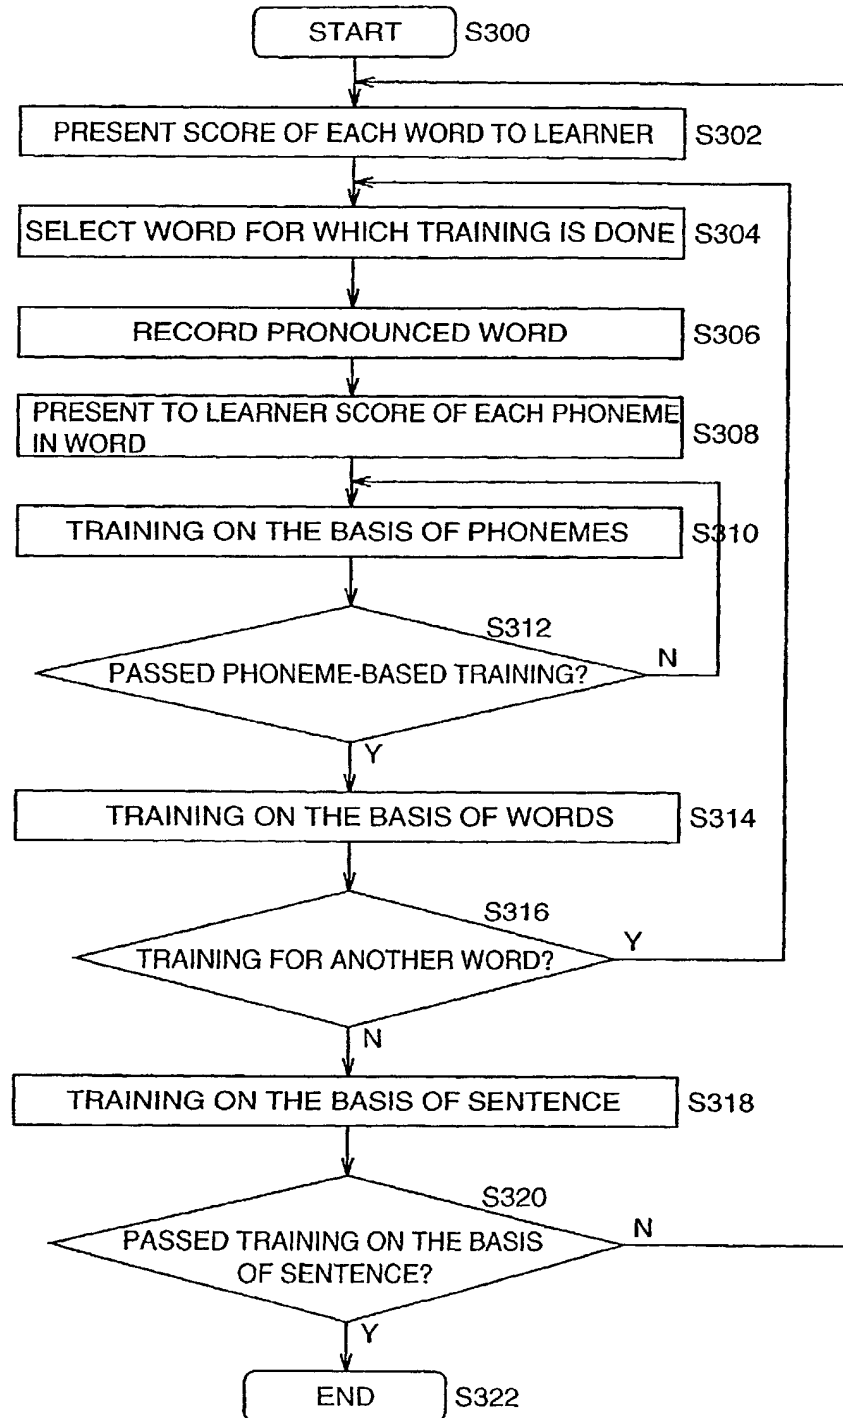 START S300
PRESENT SCORE OF EACH WORD TO LEARNER S302
SELECT WORD FOR WHICH TRAINING IS DONE S304
RECORD PRONOUNCED WORD S306
PRESENT TO LEARNER SCORE OF EACH PHONEME
IN WORD S308
TRAINING ON THE BASIS OF PHONEMES S310
S312
PASSED PHONEME-BASED TRAINING? N
Y
TRAINING ON THE BASIS OF WORDS S314
S316
TRAINING FOR ANOTHER WORD? Y
N
TRAINING ON THE BASIS OF SENTENCE S318
S320
PASSED TRAINING ON THE BASIS N
OF SENTENCE?
Y
END S322